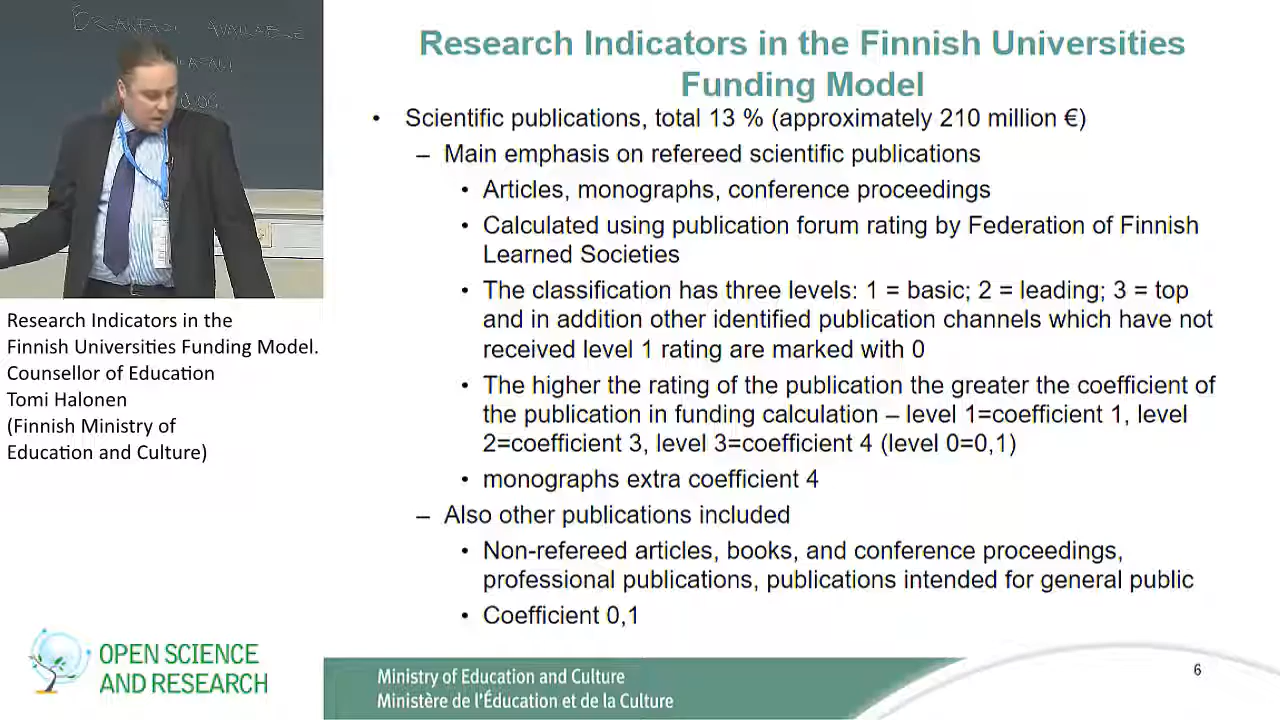 AVAILABLE
Research Indicators in the Finnish Universities
Funding Model
• Scientific publications, total 13 % (approximately 210 million €)
– Main emphasis on refereed scientific publications
• Articles, monographs, conference proceedings
• Calculated using publication forum rating by Federation of Finnish
Learned Societies
• The classification has three levels: 1 = basic; 2 = leading; 3 = top
and in addition other identified publication channels which have not
received level 1 rating are marked with 0
• The higher the rating of the publication the greater the coefficient of
the publication in funding calculation – level 1=coefficient 1, level
2=coefficient 3, level 3=coefficient 4 (level 0=0,1)
• monographs extra coefficient 4
– Also other publications included
• Non-refereed articles, books, and conference proceedings,
professional publications, publications intended for general public
• Coefficient 0,1
Research Indicators in the
Finnish Universities Funding Model.
Counsellor of Education
Tomi Halonen
(Finnish Ministry of
Education and Culture)
OPEN SCIENCE
AND RESEARCH
Ministry of Education and Culture
Ministère de l'Éducation et de la Culture
6